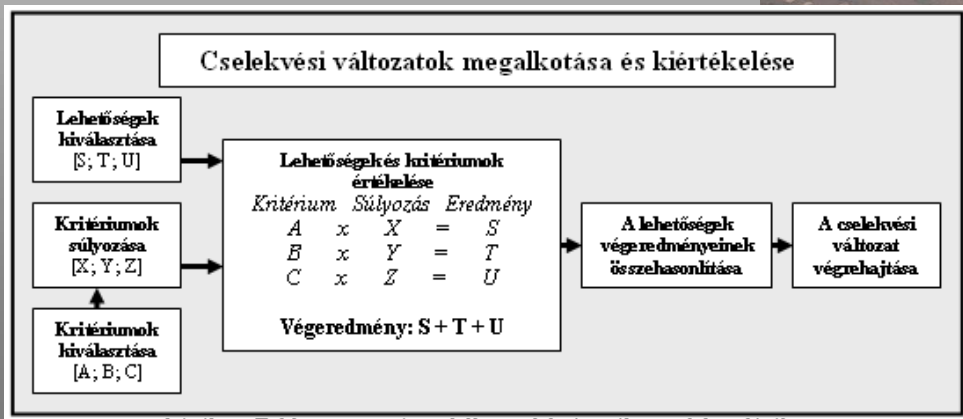 Cselekvési változatok megalkotása és kiértékelése
Lehetőségek
kiválasztása
[S; T; U]
Kritériumok
súlyozása
[X; Y; Z]
Kritériumok
kiválasztása
[A; B; C]
Lehetőségek és kritériumok
értékelése
Kritérium Súlyozás Eredmény
A x X = S
B x Y = T
C x Z = U
Végeredmény: S + T + U
A lehetőségek
végeredményeinek
összehasonlítása
A cselekvési
változat
végrehajtása